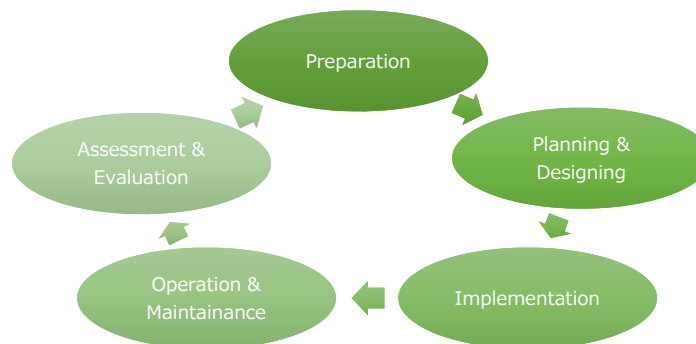 Preparation
Planning &
Designing
Implementation
Operation &
Maintainance
Assessment &
Evaluation